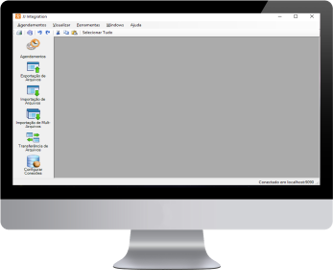 E-Integration
Agendamentos Visualizar Ferramentas Windows Ajuda
Selecionar Tudo
Agendamentos
Exportação de
Arquivos
Importação de
Arquivos
Importação de Multi
Arquivos
Transferência de
Arquivos
Configurar
Conexões
Conectado em localhost:8080